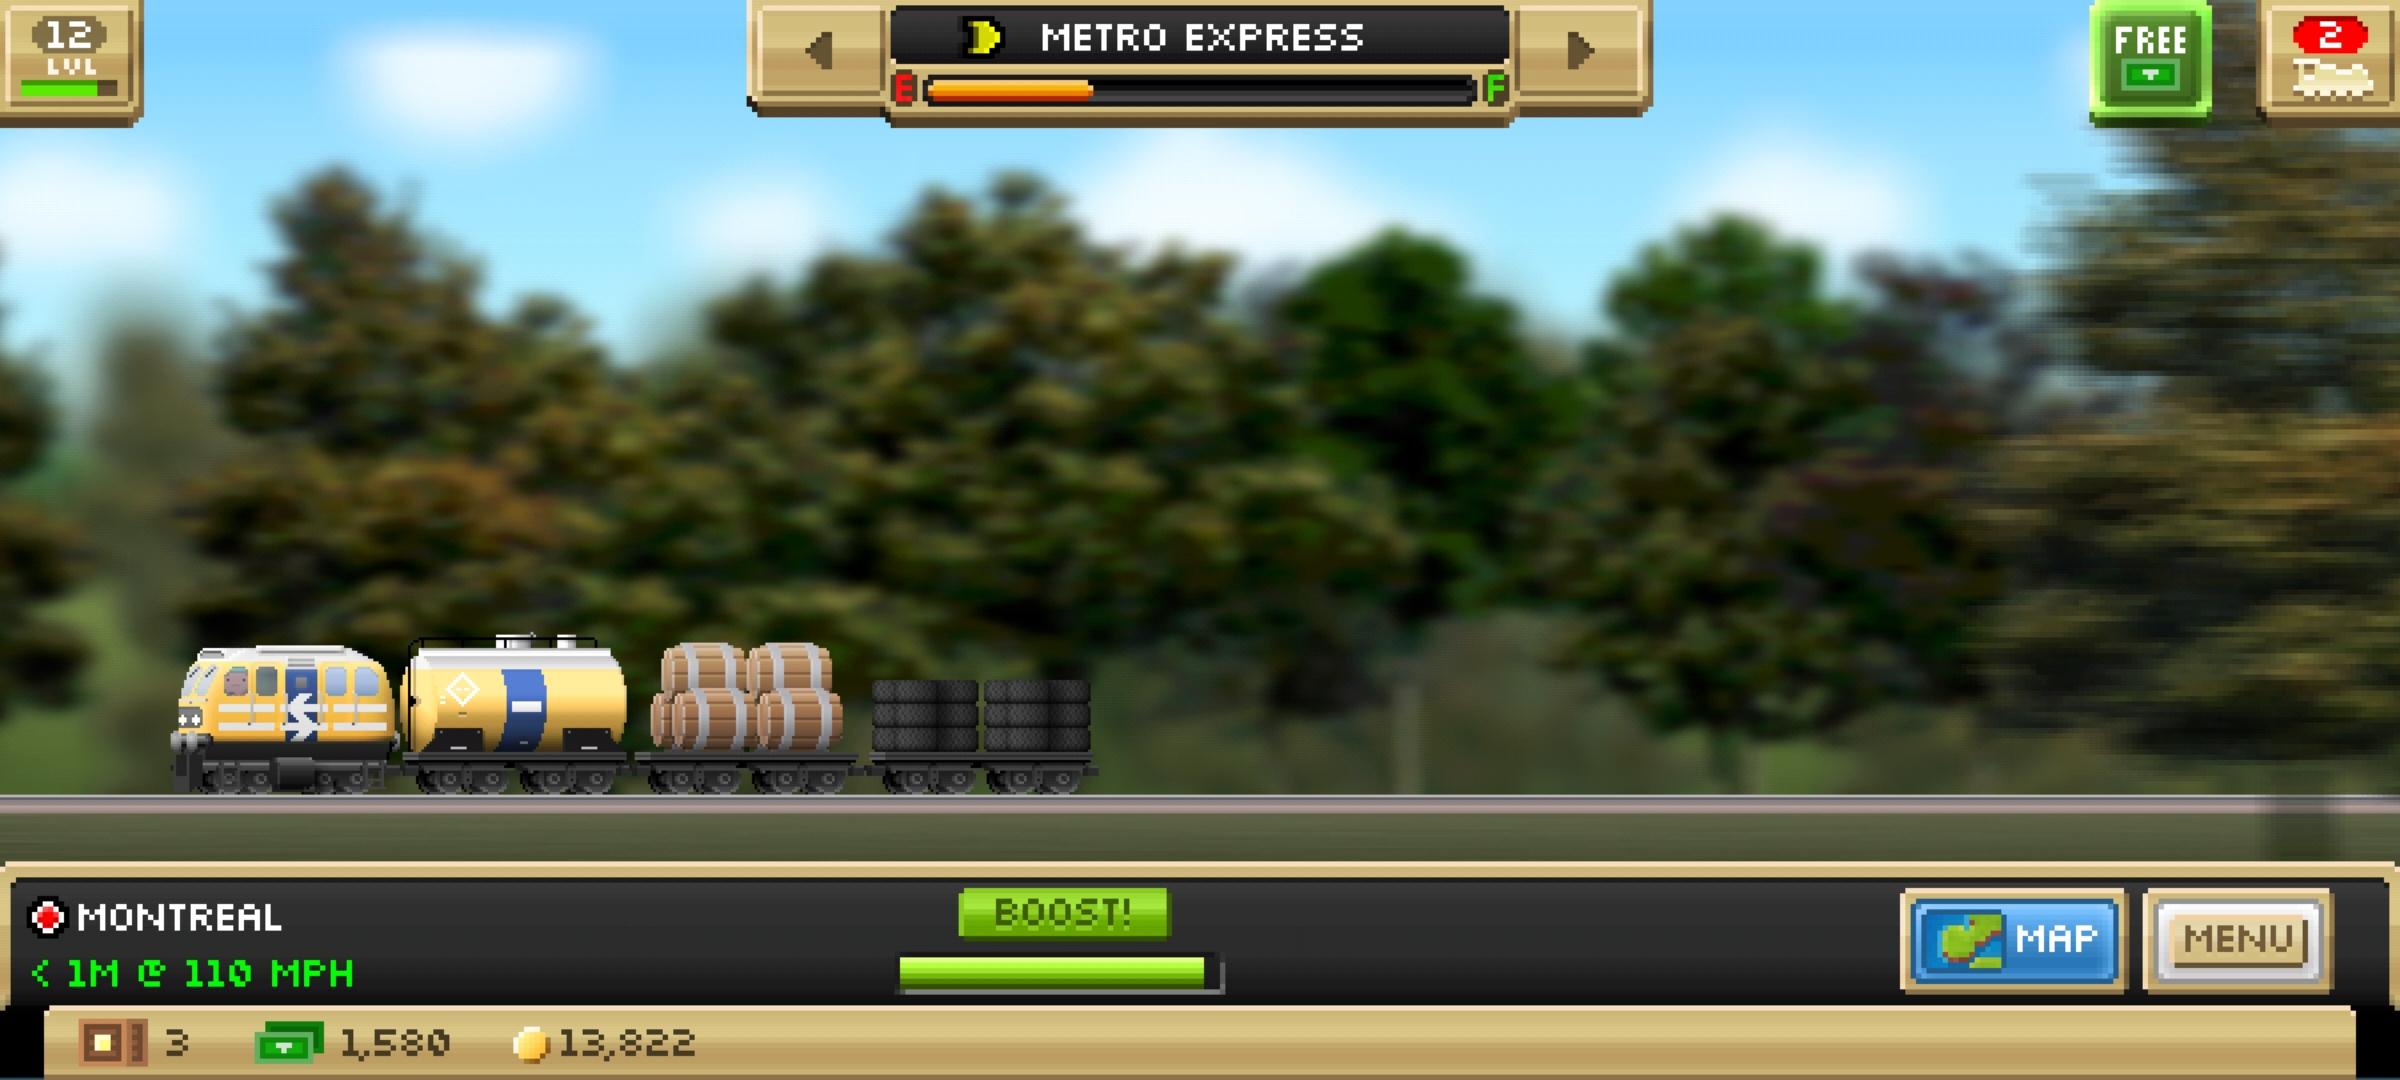 12
LVL
METRO EXPRESS
E F
FREE
2
MONTREAL
< 1M @ 110 MPH
BOOST!
MAP
MENU
3
1,580
13,822